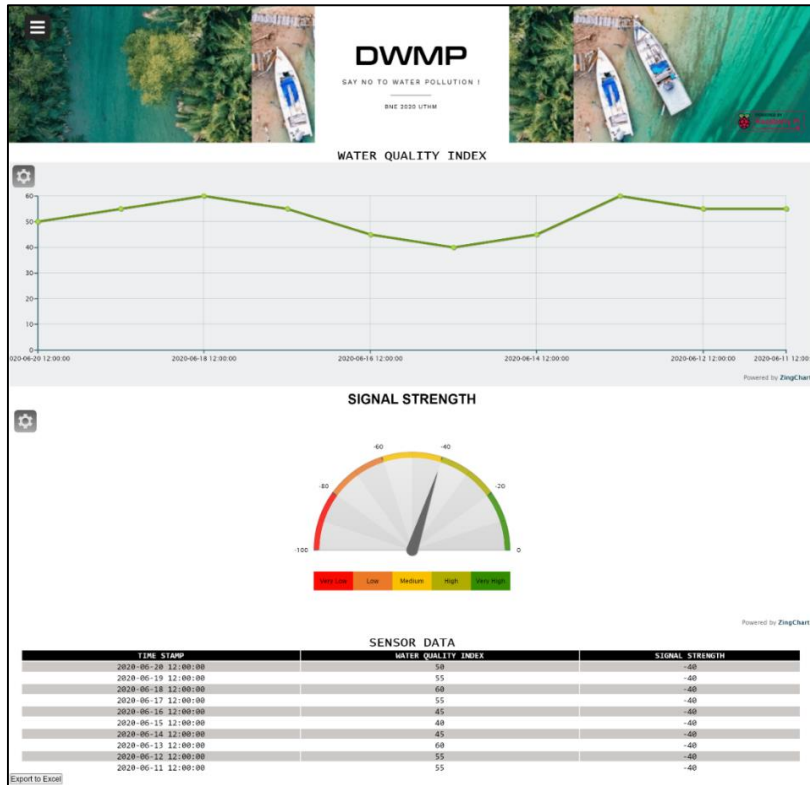 DWMP
SAY NO TO WATER POLLUTION !
BNE 2020 UTHM
WATER QUALITY INDEX
60
50
40
30
20
10
0
020-06-20 12:00:00
2020-06-18 12:00:00
2020-06-16 12:00:00
2020-06-14 12:00:00
2020-06-12 12:00:00
2020-06-11 12:00:
Powered by ZingChart
SIGNAL STRENGTH
-60
-40
-80
-20
-100
0
Very Low Low Medium High Very High
Powered by ZingChart
SENSOR DATA
TIME STAMP WATER QUALITY INDEX SIGNAL STRENGTH
2020-06-20 12:00:00 50 -40
2020-06-19 12:00:00 55 -40
2020-06-18 12:00:00 60 -40
2020-06-17 12:00:00 55 -40
2020-06-16 12:00:00 45 -40
2020-06-15 12:00:00 40 -40
2020-06-14 12:00:00 45 -40
2020-06-13 12:00:00 60 -40
2020-06-12 12:00:00 55 -40
2020-06-11 12:00:00 55 -40
Export to Excel